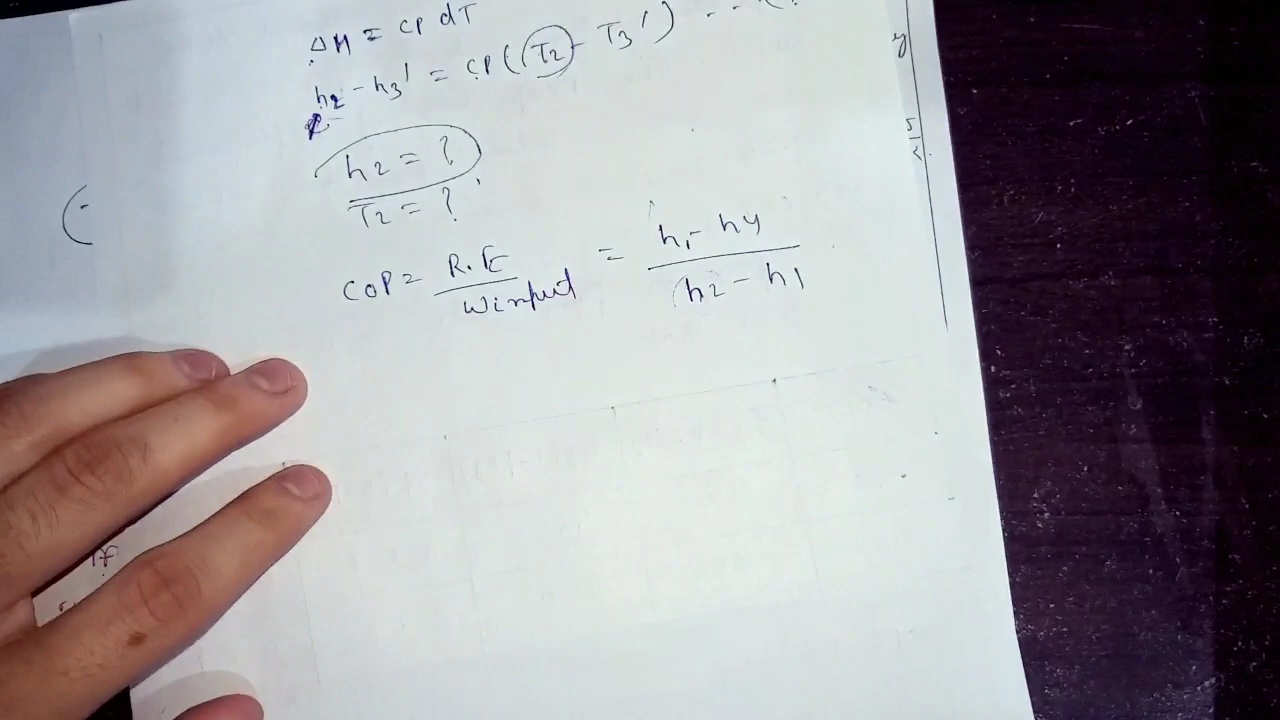 ΔH = CP dT
h2 - h3' = CP (T2 - T3') - - -
h2 = ?
T2 = ?
COP = R.E / Winput = h1 - h4 / (h2 - h1